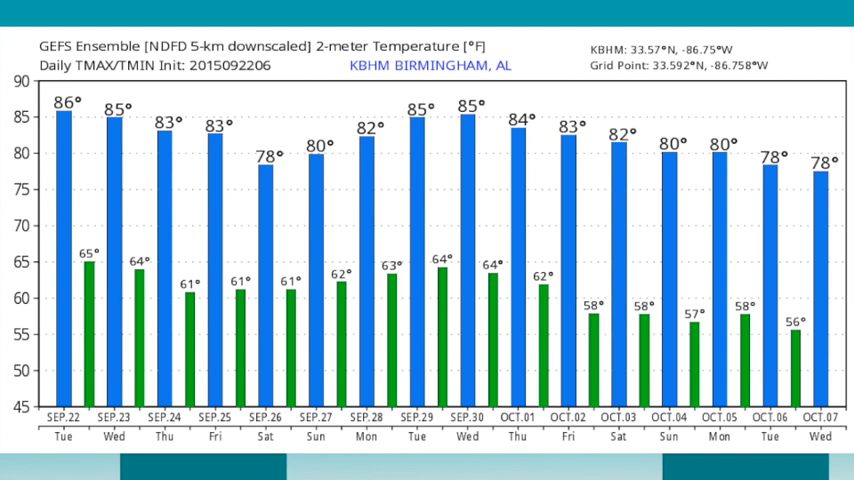 GEFS Ensemble [NDFD 5-km downscaled] 2-meter Temperature [°F]
KBHM: 33.57°N, -86.75°W
Daily TMAX/TMIN Init: 2015092206
KBHM BIRMINGHAM, AL
Grid Point: 33.592°N, -86.758°W
90
85
80
75
70
65
60
55
50
45
86° 85° 83° 83° 78° 80° 82° 85° 85° 84° 83° 82° 80° 80° 78° 78°
65° 64° 61° 61° 61° 62° 63° 64° 64° 62° 58° 58° 57° 58° 56°
SEP.22 SEP.23 SEP.24 SEP.25 SEP.26 SEP.27 SEP.28 SEP.29 SEP.30 OCT.01 OCT.02 OCT.03 OCT.04 OCT.05 OCT.06 OCT.07
Tue Wed Thu Fri Sat Sun Mon Tue Wed Thu Fri Sat Sun Mon Tue Wed